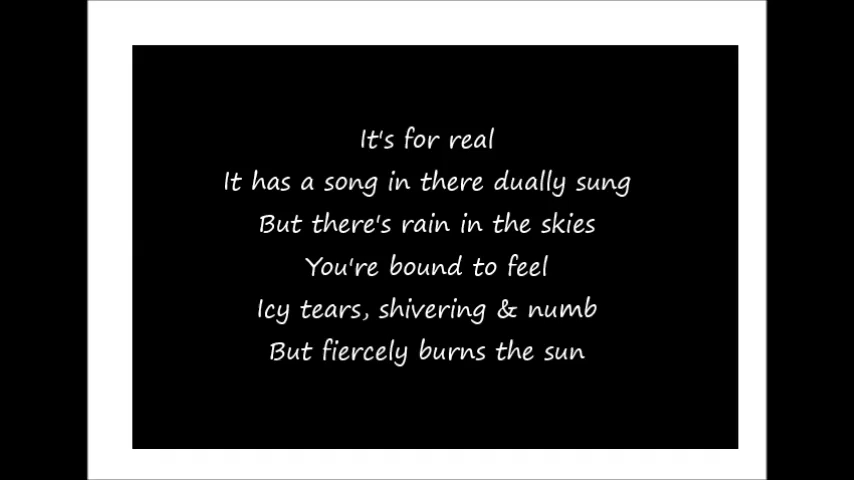 It's for real
It has a song in there dually sung
But there's rain in the skies
You're bound to feel
Icy tears, shivering & numb
But fiercely burns the sun